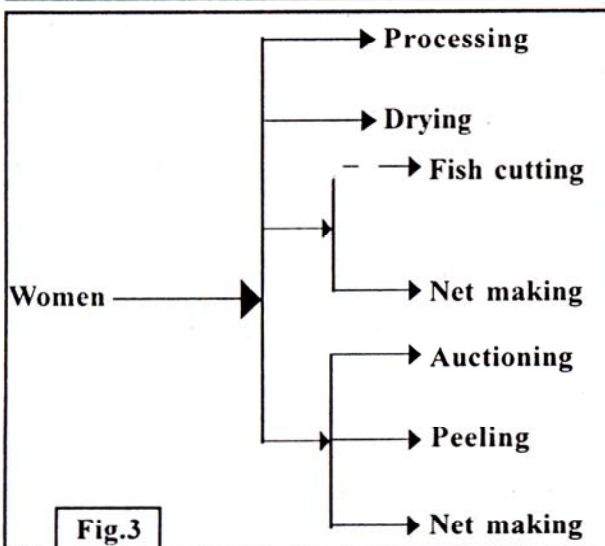 Processing
Drying
Fish cutting
Women
Net making
Auctioning
Peeling
Net making
Fig.3